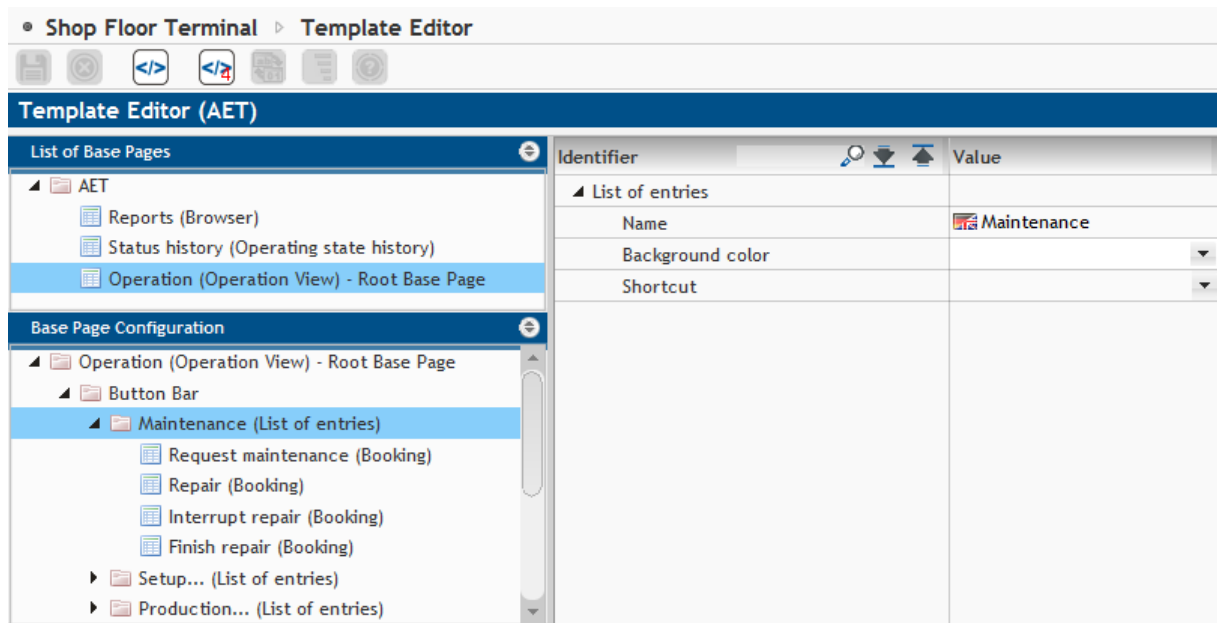 Shop Floor Terminal Template Editor
</> </> 4
Template Editor (AET)
List of Base Pages
AET
Reports (Browser)
Status history (Operating state history)
Operation (Operation View) - Root Base Page
Base Page Configuration
Operation (Operation View) - Root Base Page
Button Bar
Maintenance (List of entries)
Request maintenance (Booking)
Repair (Booking)
Interrupt repair (Booking)
Finish repair (Booking)
Setup... (List of entries)
Production... (List of entries)
Identifier Value
List of entries
Name Maintenance
Background color
Shortcut